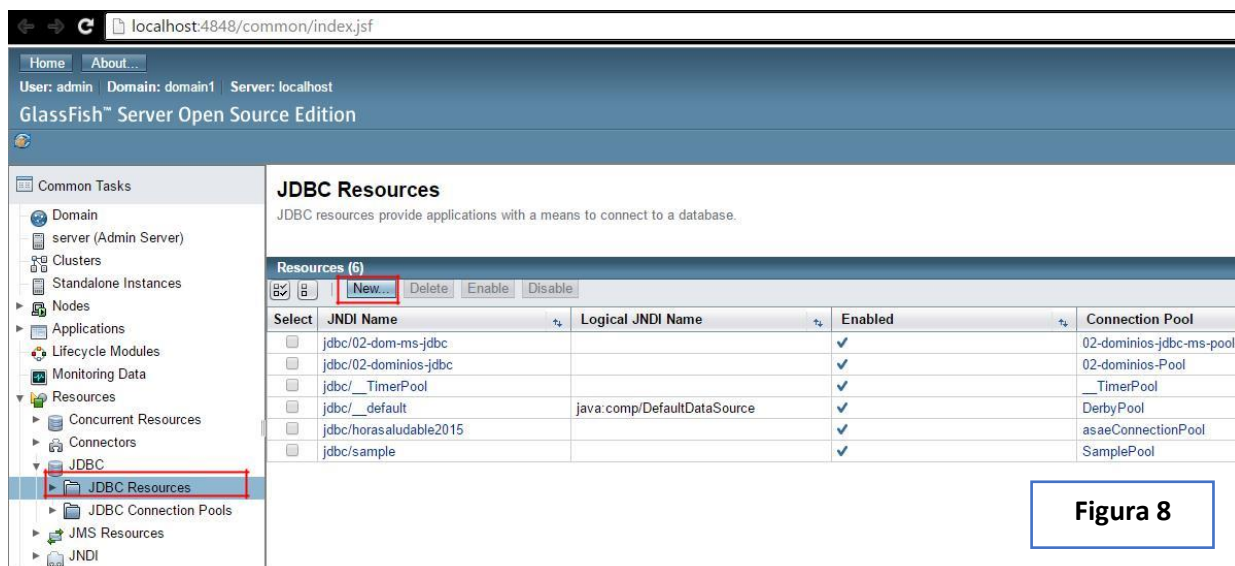 localhost:4848/common/index.jsf
Home About...
User: admin Domain: domain1 Server: localhost
GlassFish™ Server Open Source Edition
Common Tasks
Domain
server (Admin Server)
Clusters
Standalone Instances
Nodes
Applications
Lifecycle Modules
Monitoring Data
Resources
Concurrent Resources
Connectors
JDBC
JDBC Resources
JDBC Connection Pools
JMS Resources
JNDI
JDBC Resources
JDBC resources provide applications with a means to connect to a database.
Resources (6)
New... Delete Enable Disable
Select JNDI Name Logical JNDI Name Enabled Connection Pool
jdbc/02-dom-ms-jdbc 02-dominios-jdbc-ms-pool
jdbc/02-dominios-jdbc 02-dominios-Pool
jdbc/__TimerPool __TimerPool
jdbc/__default java:comp/DefaultDataSource DerbyPool
jdbc/horasaludable2015 asaeConnectionPool
jdbc/sample SamplePool
Figura 8